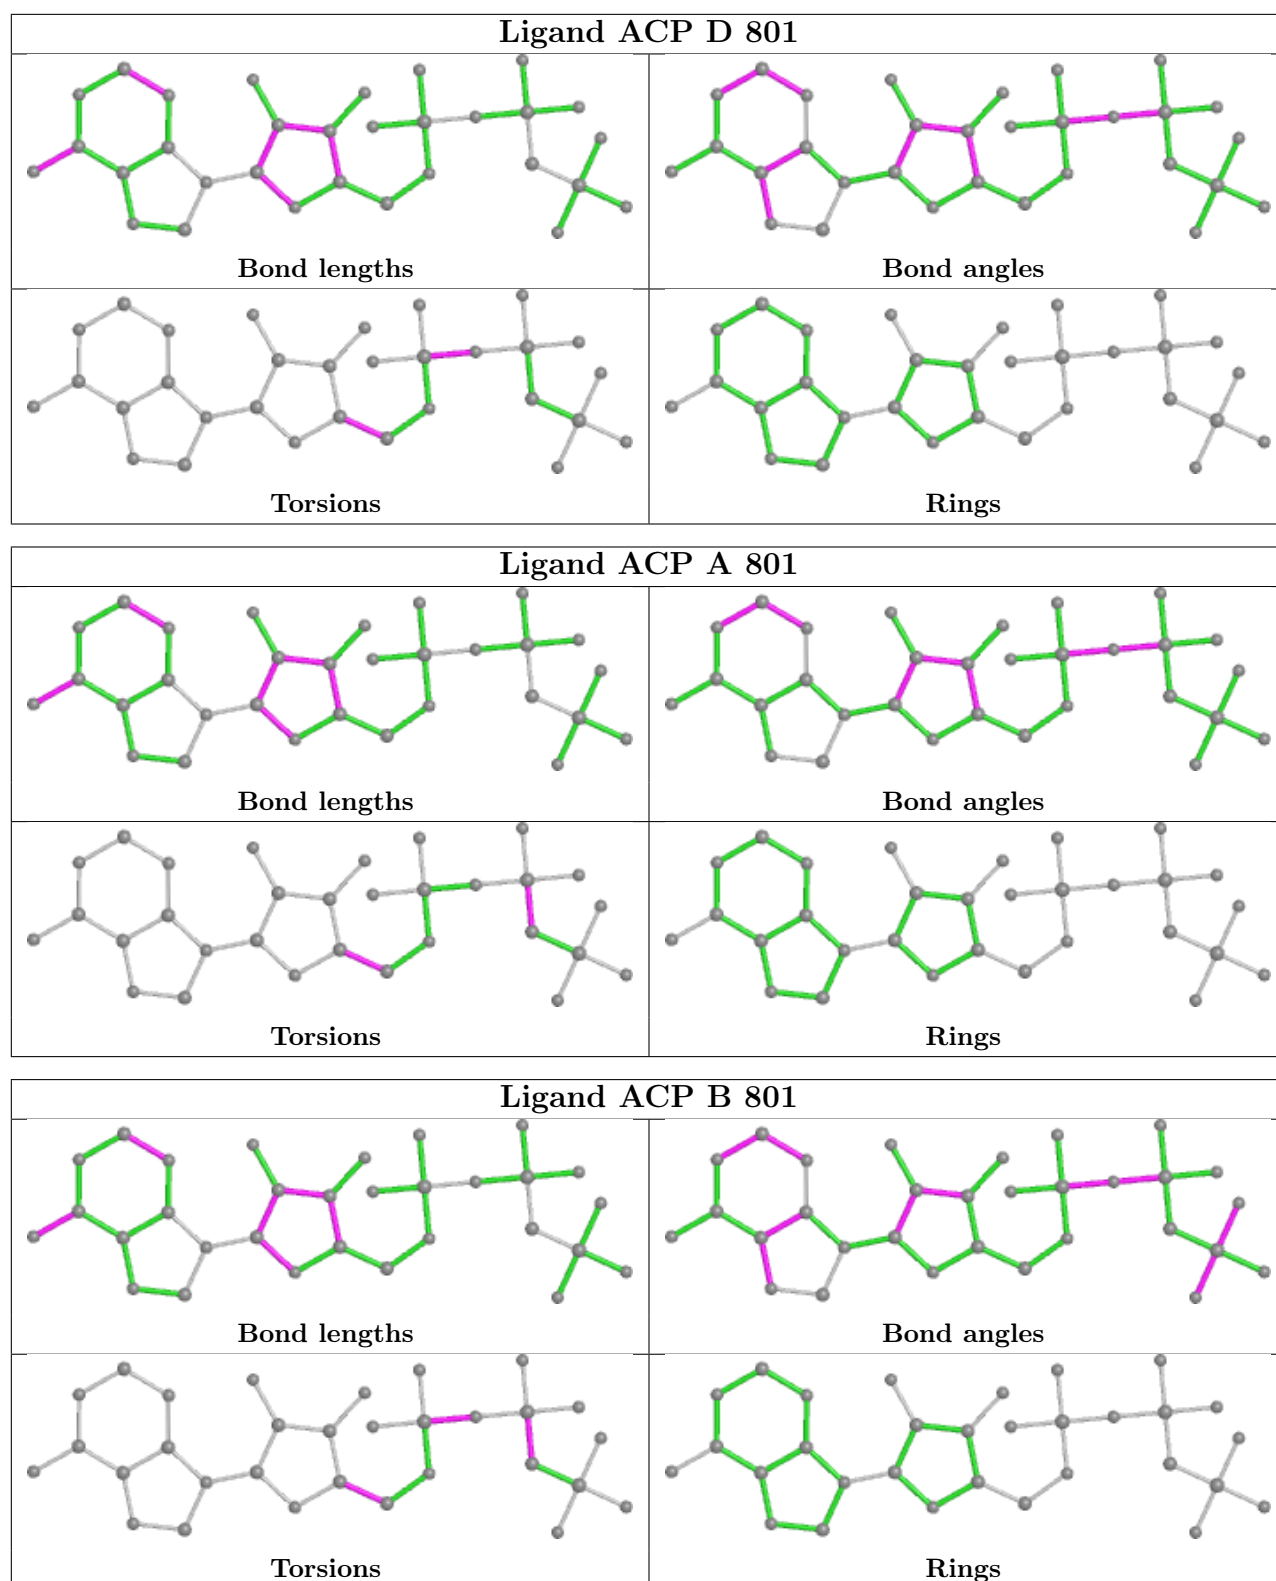 Ligand ACP D 801
Bond lengths
Bond angles
Torsions
Rings
Ligand ACP A 801
Bond lengths
Bond angles
Torsions
Rings
Ligand ACP B 801
Bond lengths
Bond angles
Torsions
Rings